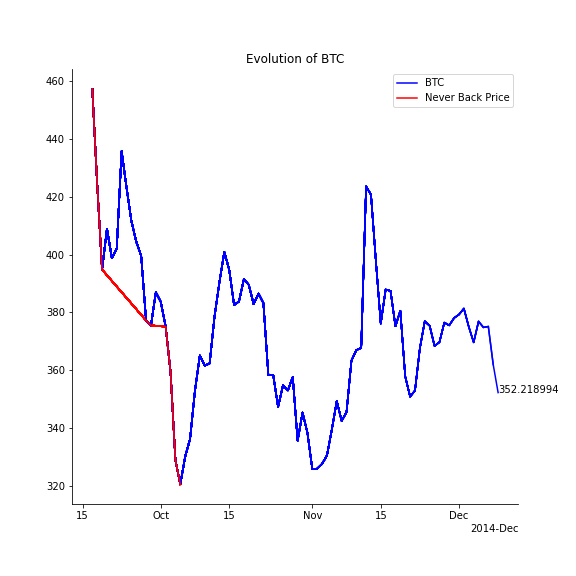 Evolution of BTC
BTC
Never Back Price
460
440
420
400
380
360
340
320
352.218994
15
Oct
15
Nov
15
Dec
2014-Dec